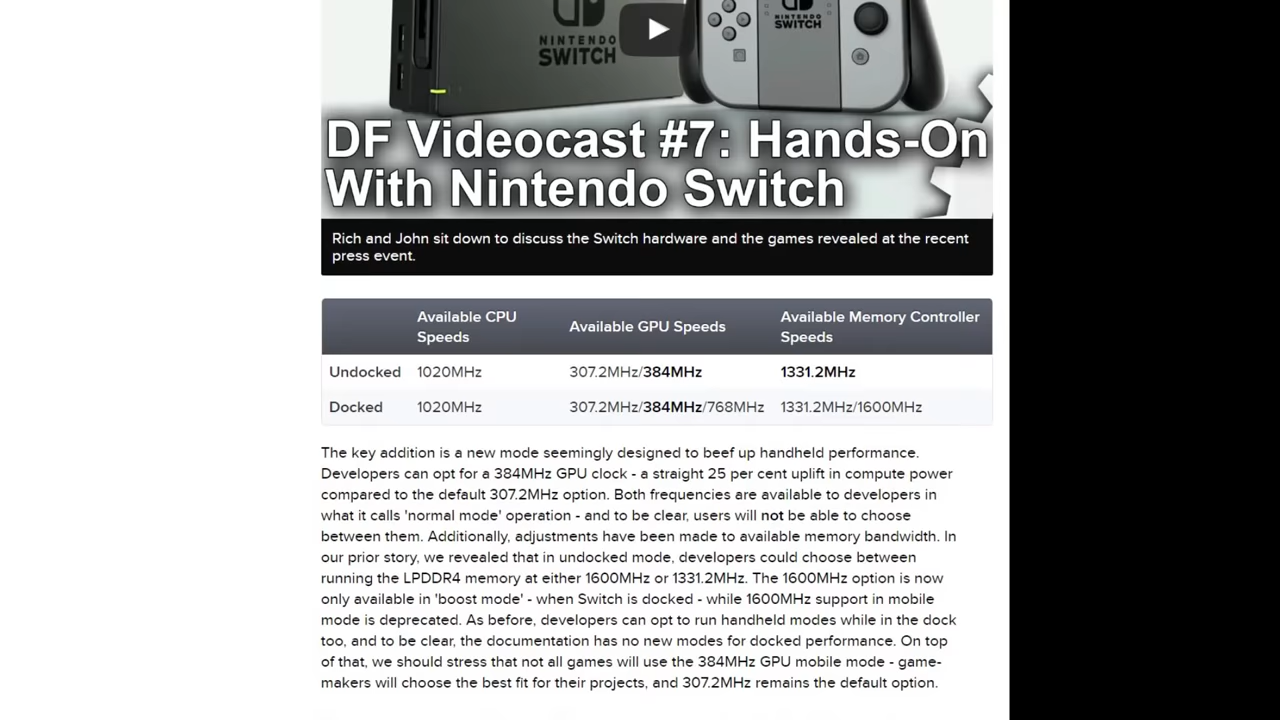 NINTENDO
SWITCH
NINTENDO
SWITCH
DF Videocast #7: Hands-On
With Nintendo Switch
Rich and John sit down to discuss the Switch hardware and the games revealed at the recent
press event.
Available CPU Speeds Available GPU Speeds Available Memory Controller Speeds
Undocked 1020MHz 307.2MHz/384MHz 1331.2MHz
Docked 1020MHz 307.2MHz/384MHz/768MHz 1331.2MHz/1600MHz
The key addition is a new mode seemingly designed to beef up handheld performance.
Developers can opt for a 384MHz GPU clock - a straight 25 per cent uplift in compute power
compared to the default 307.2MHz option. Both frequencies are available to developers in
what it calls 'normal mode' operation - and to be clear, users will not be able to choose
between them. Additionally, adjustments have been made to available memory bandwidth. In
our prior story, we revealed that in undocked mode, developers could choose between
running the LPDDR4 memory at either 1600MHz or 1331.2MHz. The 1600MHz option is now
only available in 'boost mode' - when Switch is docked - while 1600MHz support in mobile
mode is deprecated. As before, developers can opt to run handheld modes while in the dock
too, and to be clear, the documentation has no new modes for docked performance. On top
of that, we should stress that not all games will use the 384MHz GPU mobile mode - game-
makers will choose the best fit for their projects, and 307.2MHz remains the default option.